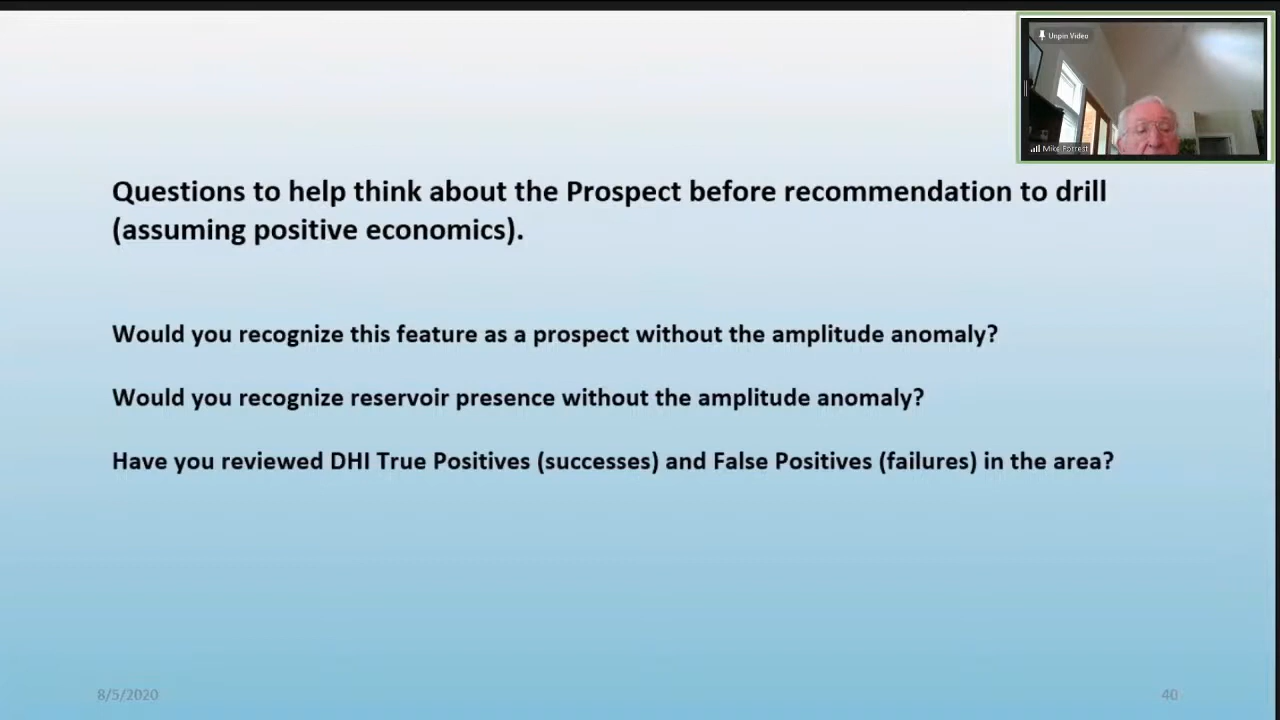 Unpin Video
Mike Forrest
Questions to help think about the Prospect before recommendation to drill
(assuming positive economics).
Would you recognize this feature as a prospect without the amplitude anomaly?
Would you recognize reservoir presence without the amplitude anomaly?
Have you reviewed DHI True Positives (successes) and False Positives (failures) in the area?
8/5/2020
40